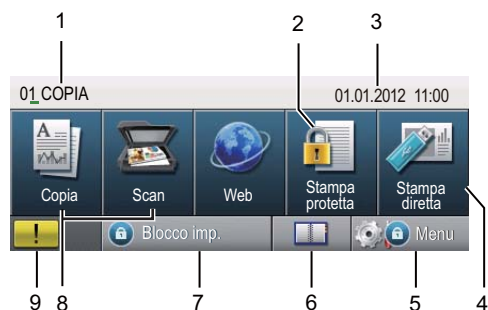 1 2 3
01 COPIA 01.01.2012 11:00
A
Copia Scan Web Stampa protetta Stampa diretta
! Blocco imp. Menu
4
9 8 7 6 5